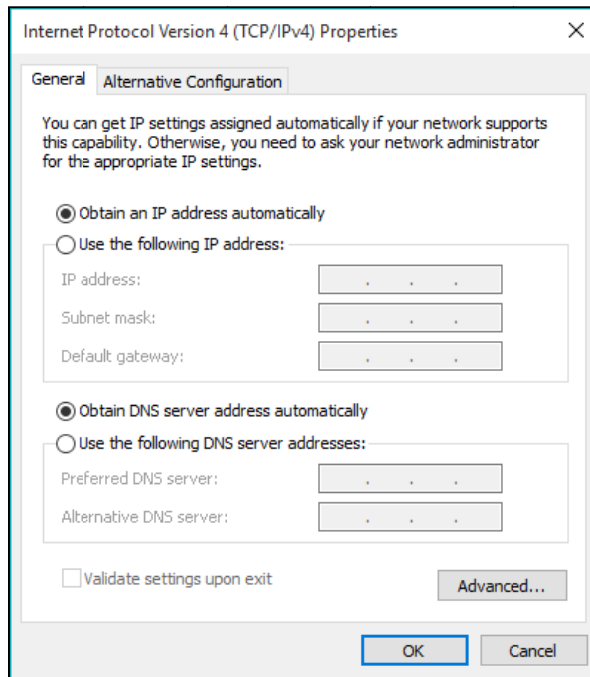 Internet Protocol Version 4 (TCP/IPv4) Properties
General
Alternative Configuration
You can get IP settings assigned automatically if your network supports
this capability. Otherwise, you need to ask your network administrator
for the appropriate IP settings.
Obtain an IP address automatically
Use the following IP address:
IP address:
. . .
Subnet mask:
. . .
Default gateway:
. . .
Obtain DNS server address automatically
Use the following DNS server addresses:
Preferred DNS server:
. . .
Alternative DNS server:
. . .
Validate settings upon exit
Advanced...
OK
Cancel